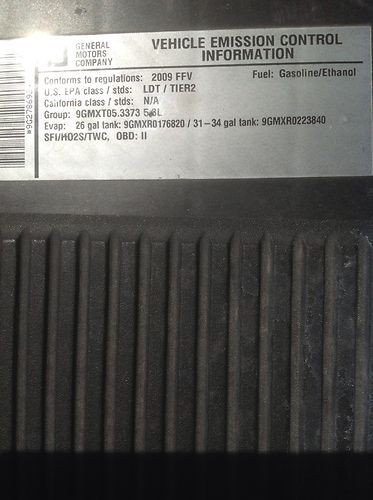 GENERAL
MOTORS
COMPANY
VEHICLE EMISSION CONTROL
INFORMATION
Conforms to regulations: 2009 FFV
Fuel: Gasoline/Ethanol
U.S. EPA class / stds: LDT / TIER2
California class / stds: N/A
Group: 9GMXT05.3373 5.3L
Evap: 26 gal tank: 9GMXR0176820 / 31-34 gal tank: 9GMXR0223840
SFI/HO2S/TWC, OBD: II